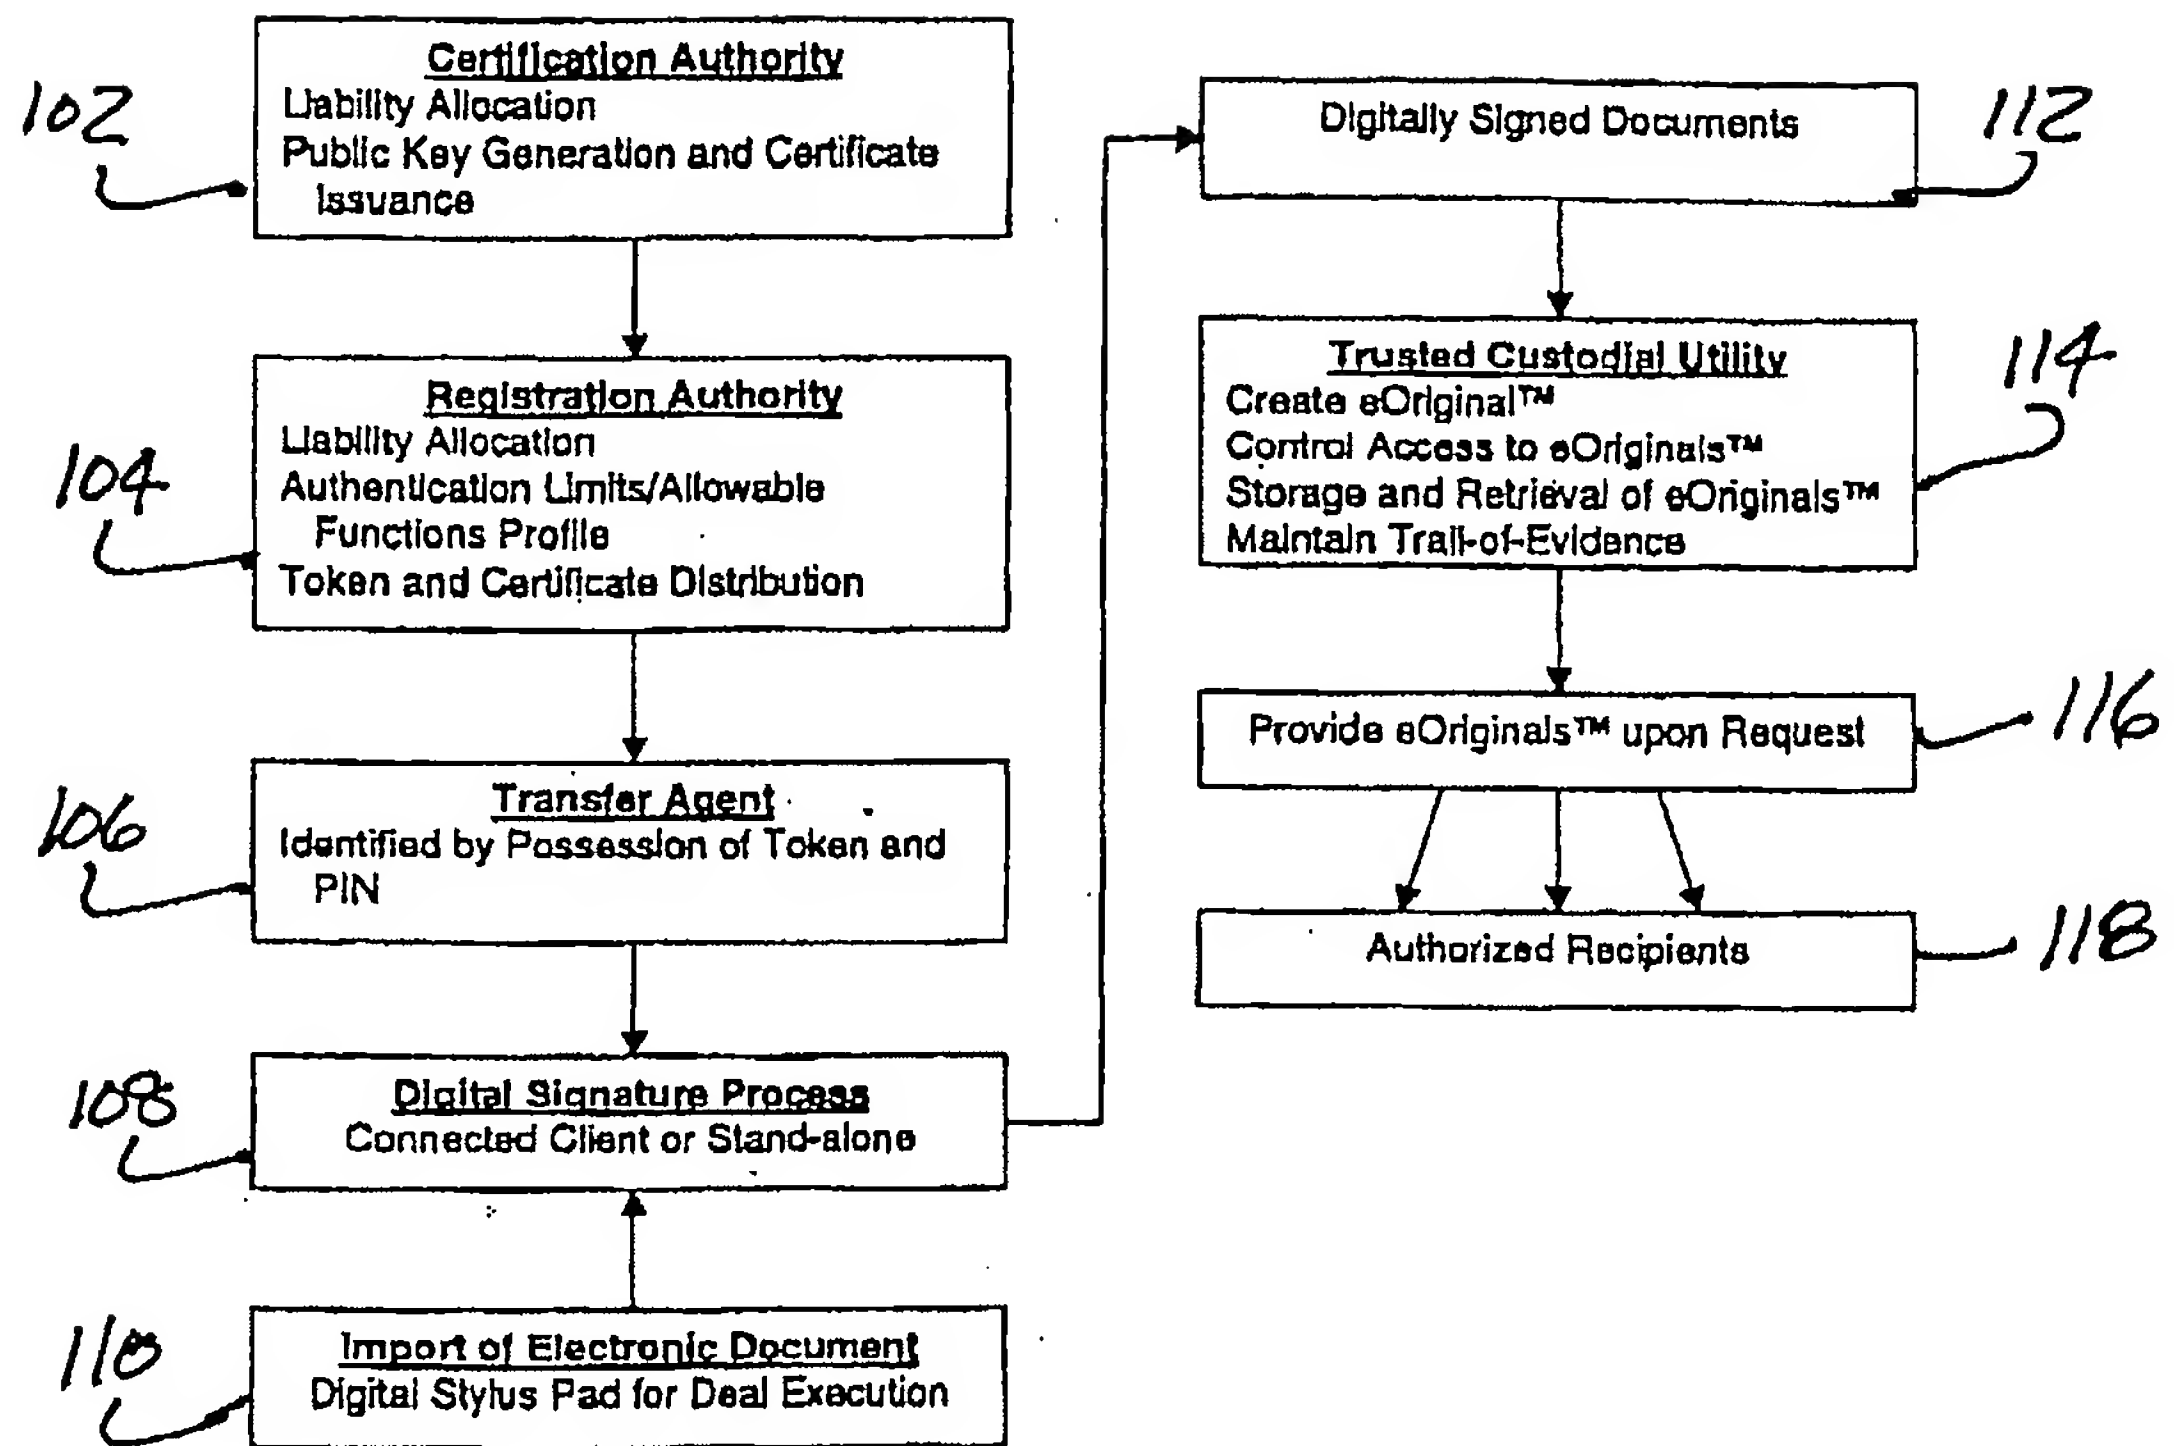 102
Certification Authority
Liability Allocation
Public Key Generation and Certificate
Issuance
104
Registration Authority
Liability Allocation
Authentication Limits/Allowable
Functions Profile
Token and Certificate Distribution
106
Transfer Agent
Identified by Possession of Token and
PIN
108
Digital Signature Process
Connected Client or Stand-alone
110
Import of Electronic Document
Digital Stylus Pad for Deal Execution
Digitally Signed Documents
112
Trusted Custodial Utility
Create eOriginal™
Control Access to eOriginals™
Storage and Retrieval of eOriginals™
Maintain Trail-of-Evidence
114
Provide eOriginals™ upon Request
116
Authorized Recipients
118